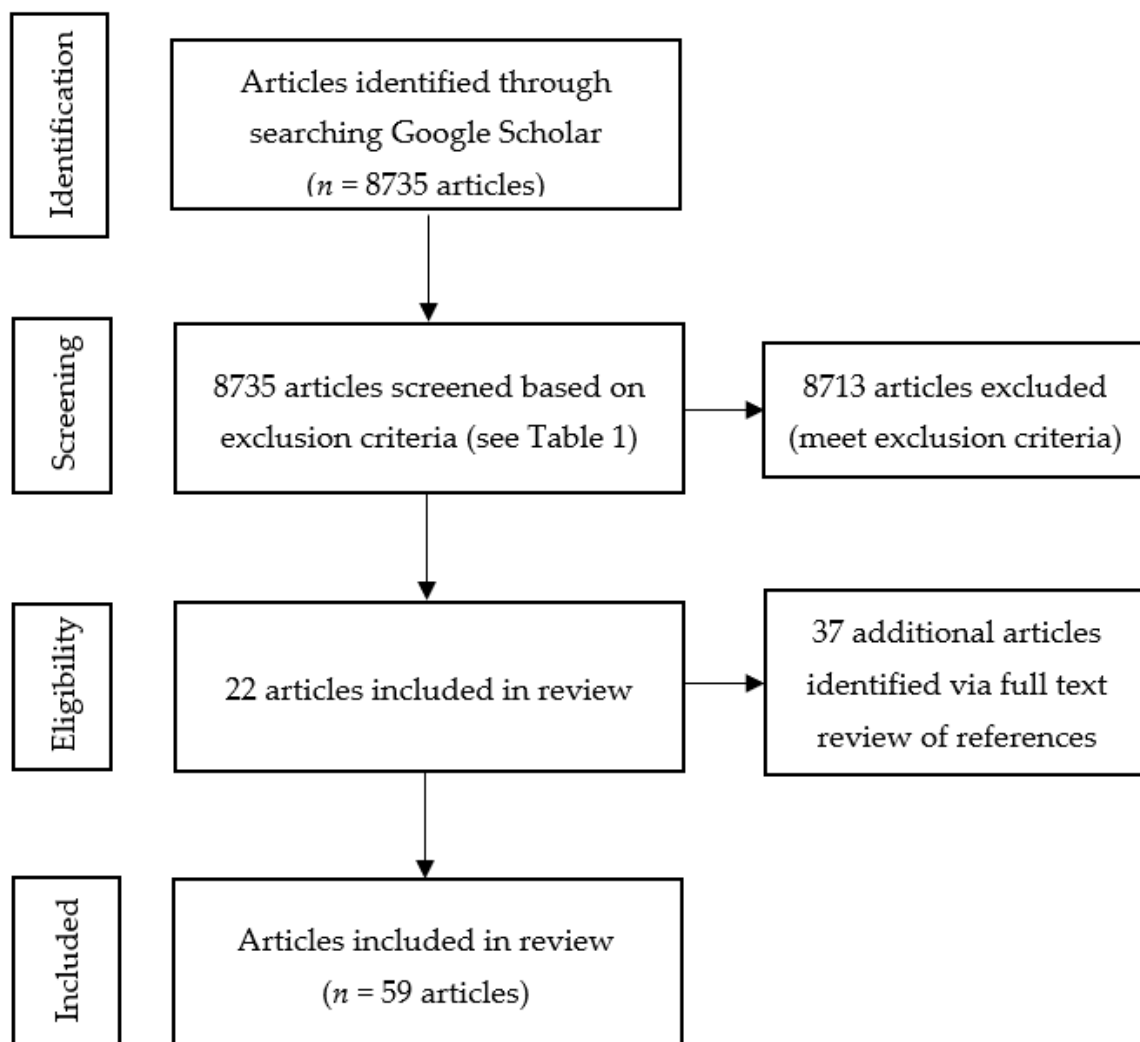 Identification
Articles identified through
searching Google Scholar
(n = 8735 articles)
Screening
8735 articles screened based on
exclusion criteria (see Table 1)
8713 articles excluded
(meet exclusion criteria)
Eligibility
22 articles included in review
37 additional articles
identified via full text
review of references
Included
Articles included in review
(n = 59 articles)